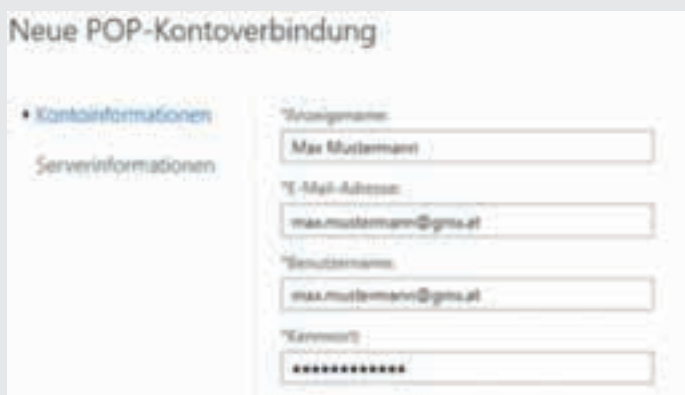 Neue POP-Kontoverbindung
Kontoinformationen
Serverinformationen
*Anzeigename:
Max Mustermann
*E-Mail-Adresse:
max.mustermann@gmx.at
*Benutzername:
max.mustermann@gmx.at
*Kennwort:
••••••••••••